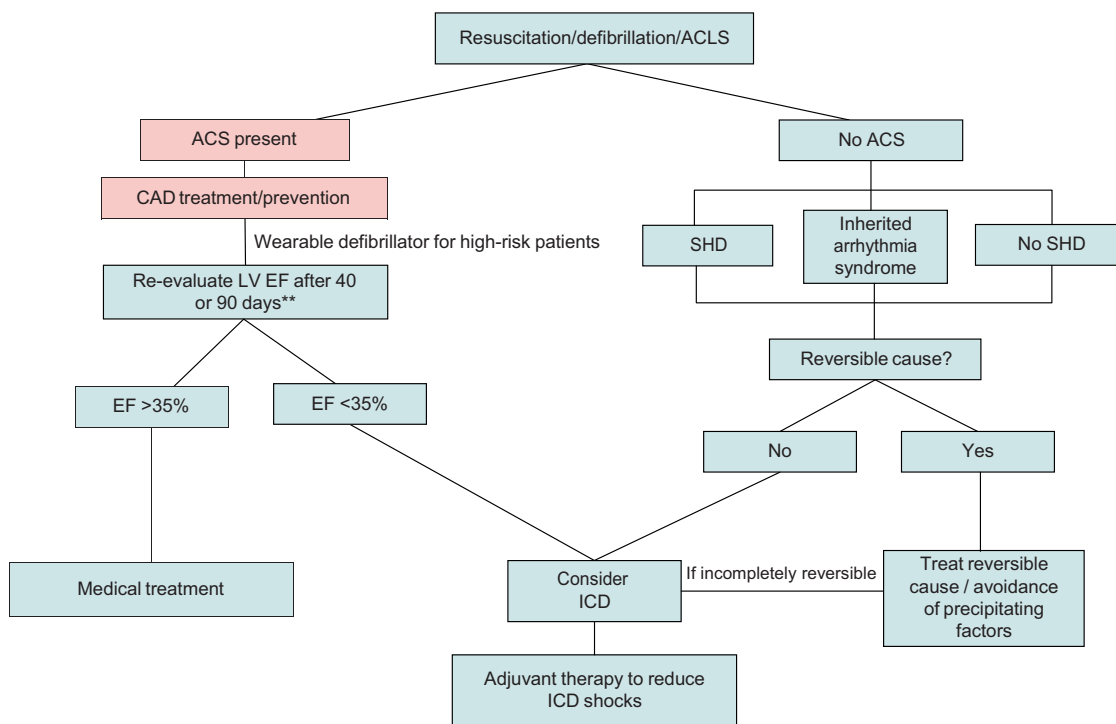 Resuscitation/defibrillation/ACLS
ACS present
No ACS
CAD treatment/prevention
Wearable defibrillator for high-risk patients
SHD
Inherited
arrhythmia
syndrome
No SHD
Re-evaluate LV EF after 40
or 90 days**
Reversible cause?
EF >35%
EF <35%
No
Yes
Medical treatment
Consider
ICD
If incompletely reversible
Treat reversible
cause / avoidance
of precipitating
factors
Adjuvant therapy to reduce
ICD shocks